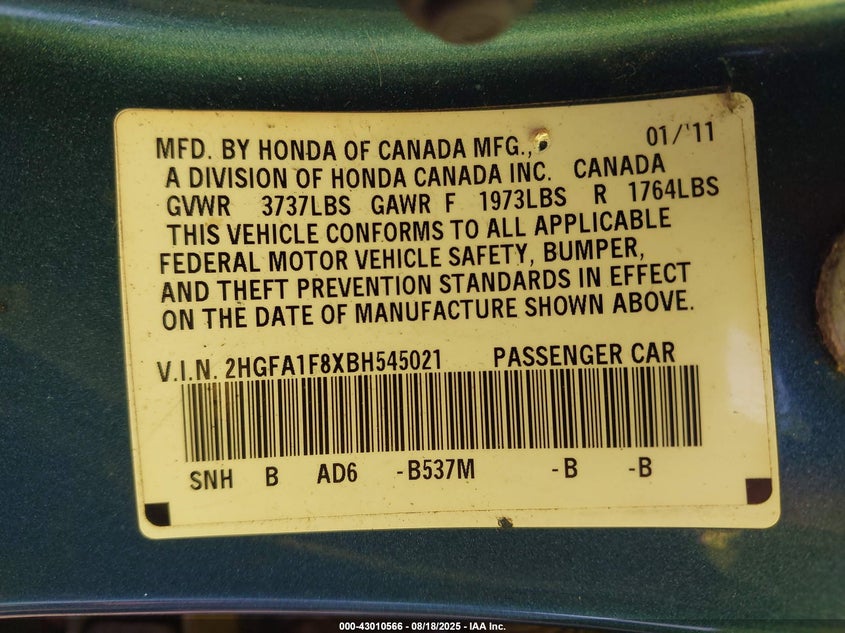 01/'11
MFD. BY HONDA OF CANADA MFG.,
A DIVISION OF HONDA CANADA INC. CANADA
GVWR 3737LBS GAWR F 1973LBS R 1764LBS
THIS VEHICLE CONFORMS TO ALL APPLICABLE
FEDERAL MOTOR VEHICLE SAFETY, BUMPER,
AND THEFT PREVENTION STANDARDS IN EFFECT
ON THE DATE OF MANUFACTURE SHOWN ABOVE.
V.I.N. 2HGFA1F8XBH545021 PASSENGER CAR
SNH B AD6 -B537M -B -B
000-43010566 - 08/18/2025 - IAA Inc.